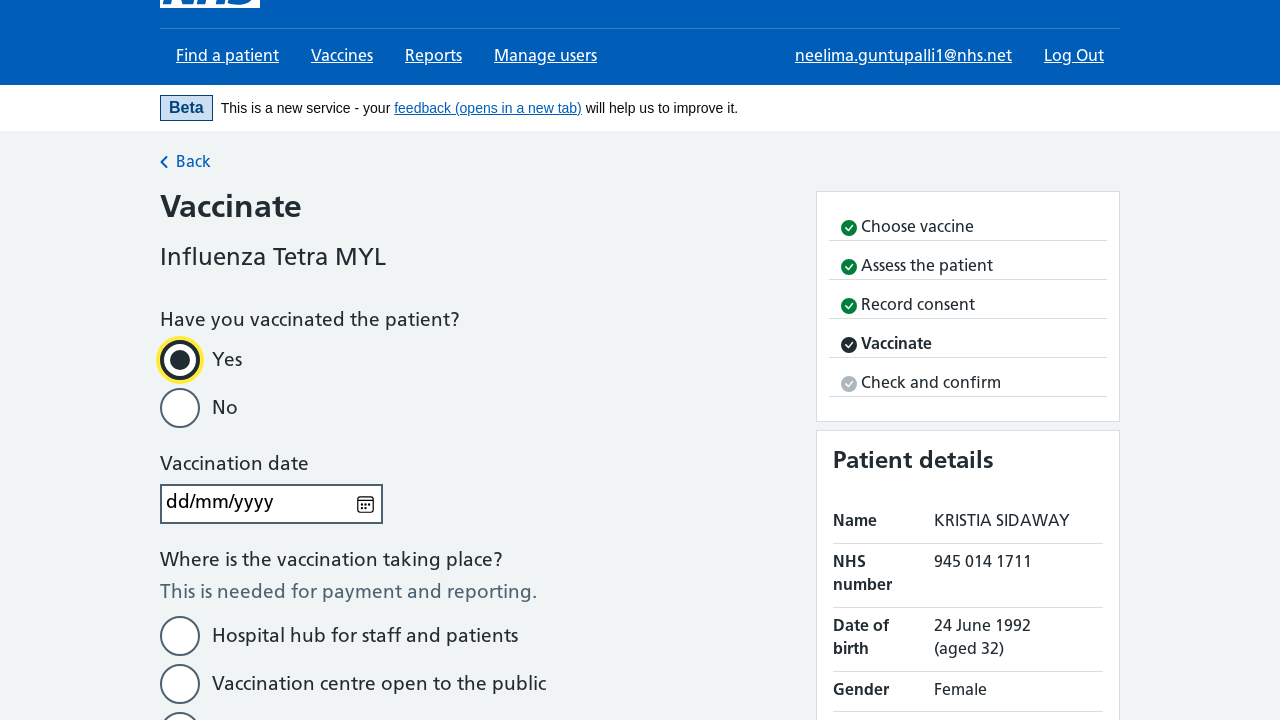 NHS
Find a patient Vaccines Reports Manage users neelima.guntupalli1@nhs.net Log Out
Beta This is a new service - your feedback (opens in a new tab) will help us to improve it.
Back
Vaccinate
Influenza Tetra MYL
Have you vaccinated the patient?
Yes
No
Vaccination date
dd/mm/yyyy
Where is the vaccination taking place?
This is needed for payment and reporting.
Hospital hub for staff and patients
Vaccination centre open to the public
Choose vaccine
Assess the patient
Record consent
Vaccinate
Check and confirm
Patient details
Name KRISTIA SIDAWAY
NHS 945 014 1711
number
Date of 24 June 1992
birth (aged 32)
Gender Female